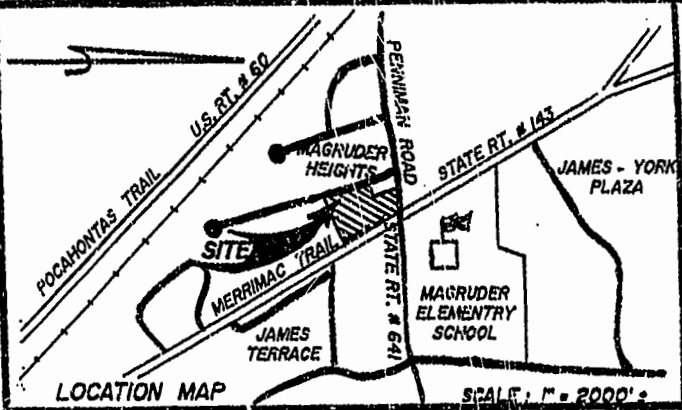 U.S. RT. # 60
POCAHONTAS TRAIL
PENNIMAN ROAD
STATE RT. # 143
MAGRUDER
HEIGHTS
JAMES - YORK
PLAZA
SITE
MERRIMAC TRAIL
STATE RT. # 641
MAGRUDER
ELEMENTRY
SCHOOL
JAMES
TERRACE
LOCATION MAP
SCALE: 1" = 2000' ±